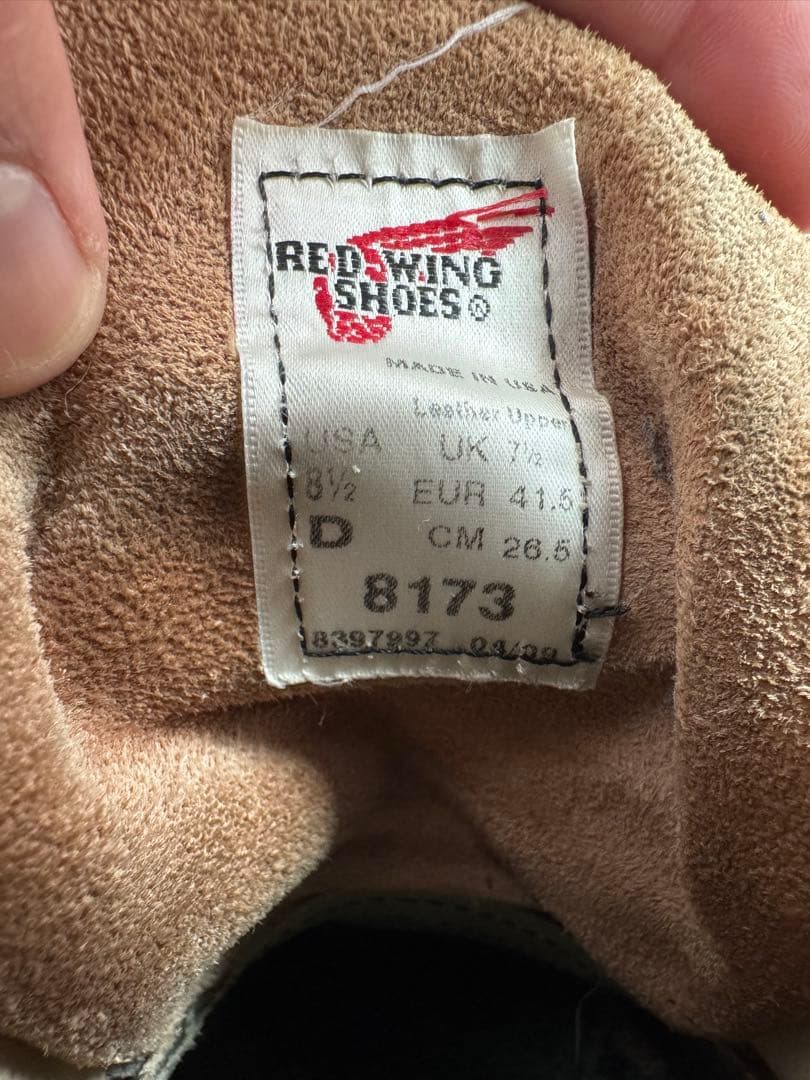 RED WING
SHOES®
MADE IN USA
Leather Upper
USA UK 7½
8½ EUR 41.5
D CM 26.5
8173
8397997